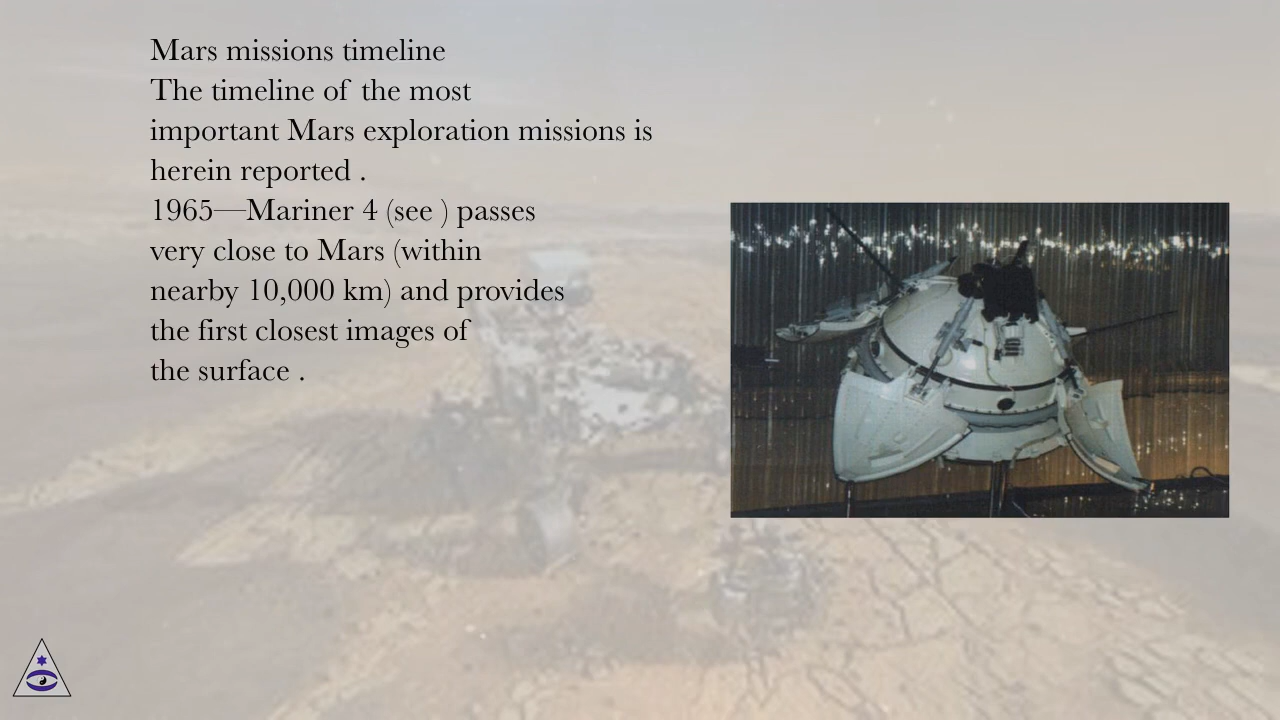 Mars missions timeline
The timeline of the most
important Mars exploration missions is
herein reported .
1965—Mariner 4 (see ) passes
very close to Mars (within
nearby 10,000 km) and provides
the first closest images of
the surface .